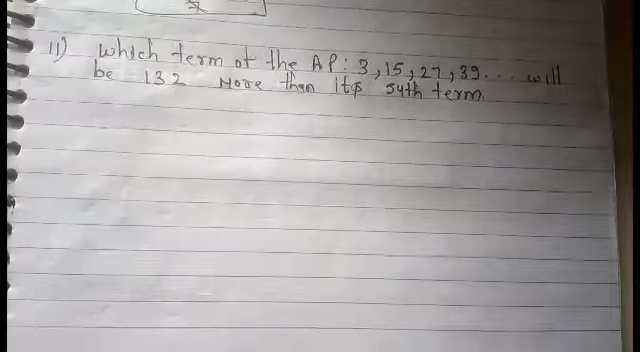 11) which term of the AP: 3, 15, 27, 39... will
be 132 More than its 54th term.